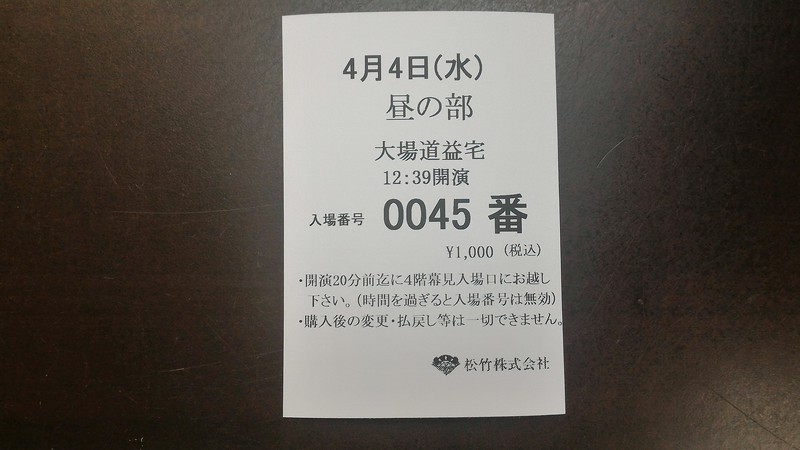 4月4日(水)
昼の部
大場道益宅
12:39開演
入場番号 0045 番
¥1,000 (税込)
・開演20分前迄に4階幕見入場口にお越し
下さい。(時間を過ぎると入場番号は無効)
・購入後の変更・払戻し等は一切できません。
松竹株式会社